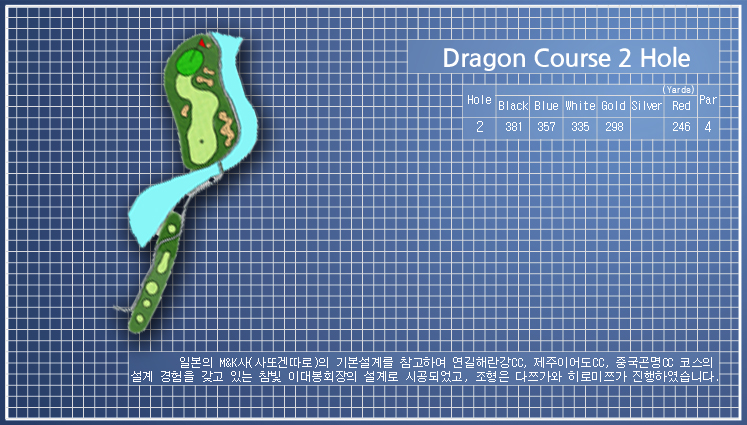 Dragon Course 2 Hole
(Yards)
Hole Black Blue White Gold Silver Red Par
2 381 357 335 298 246 4
일본의 M&K사(사또겐따로)의 기본설계를 참고하여 연길해란강CC, 제주이어도CC, 중국곤명CC 코스의
설계 경험을 갖고 있는 참빛 이대봉회장의 설계로 시공되었고, 조형은 다쯔가와 히로미쯔가 진행하였습니다.